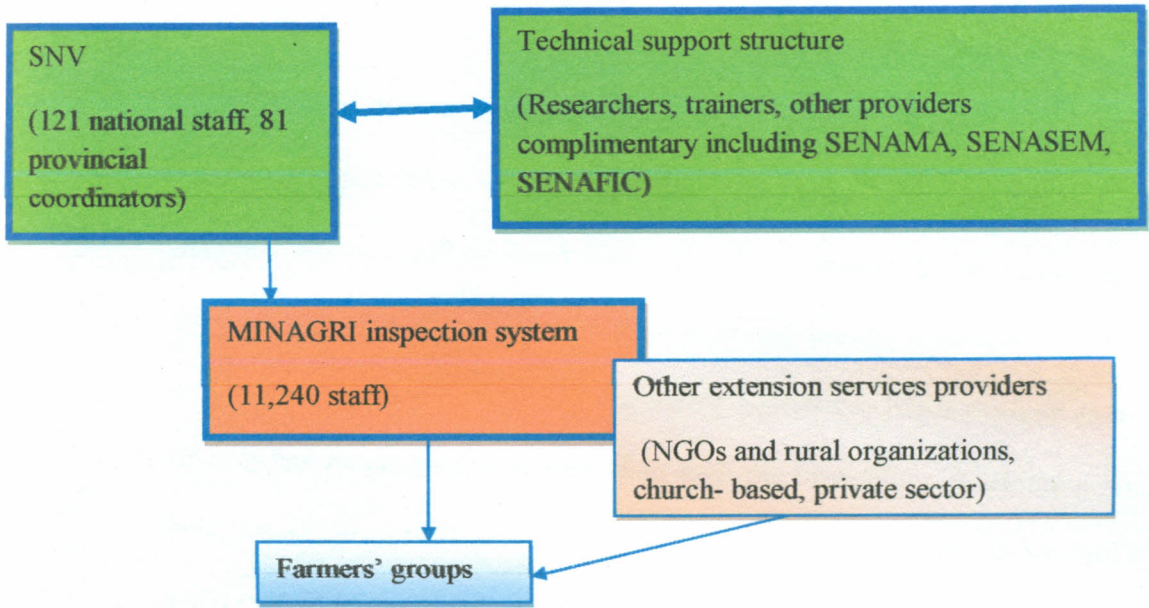 SNV
(121 national staff, 81
provincial
coordinators)
Technical support structure
(Researchers, trainers, other providers
complimentary including SENAMA, SENASEM,
SENAFIC)
MINAGRI inspection system
(11,240 staff)
Other extension services providers
(NGOs and rural organizations,
church- based, private sector)
Farmers’ groups